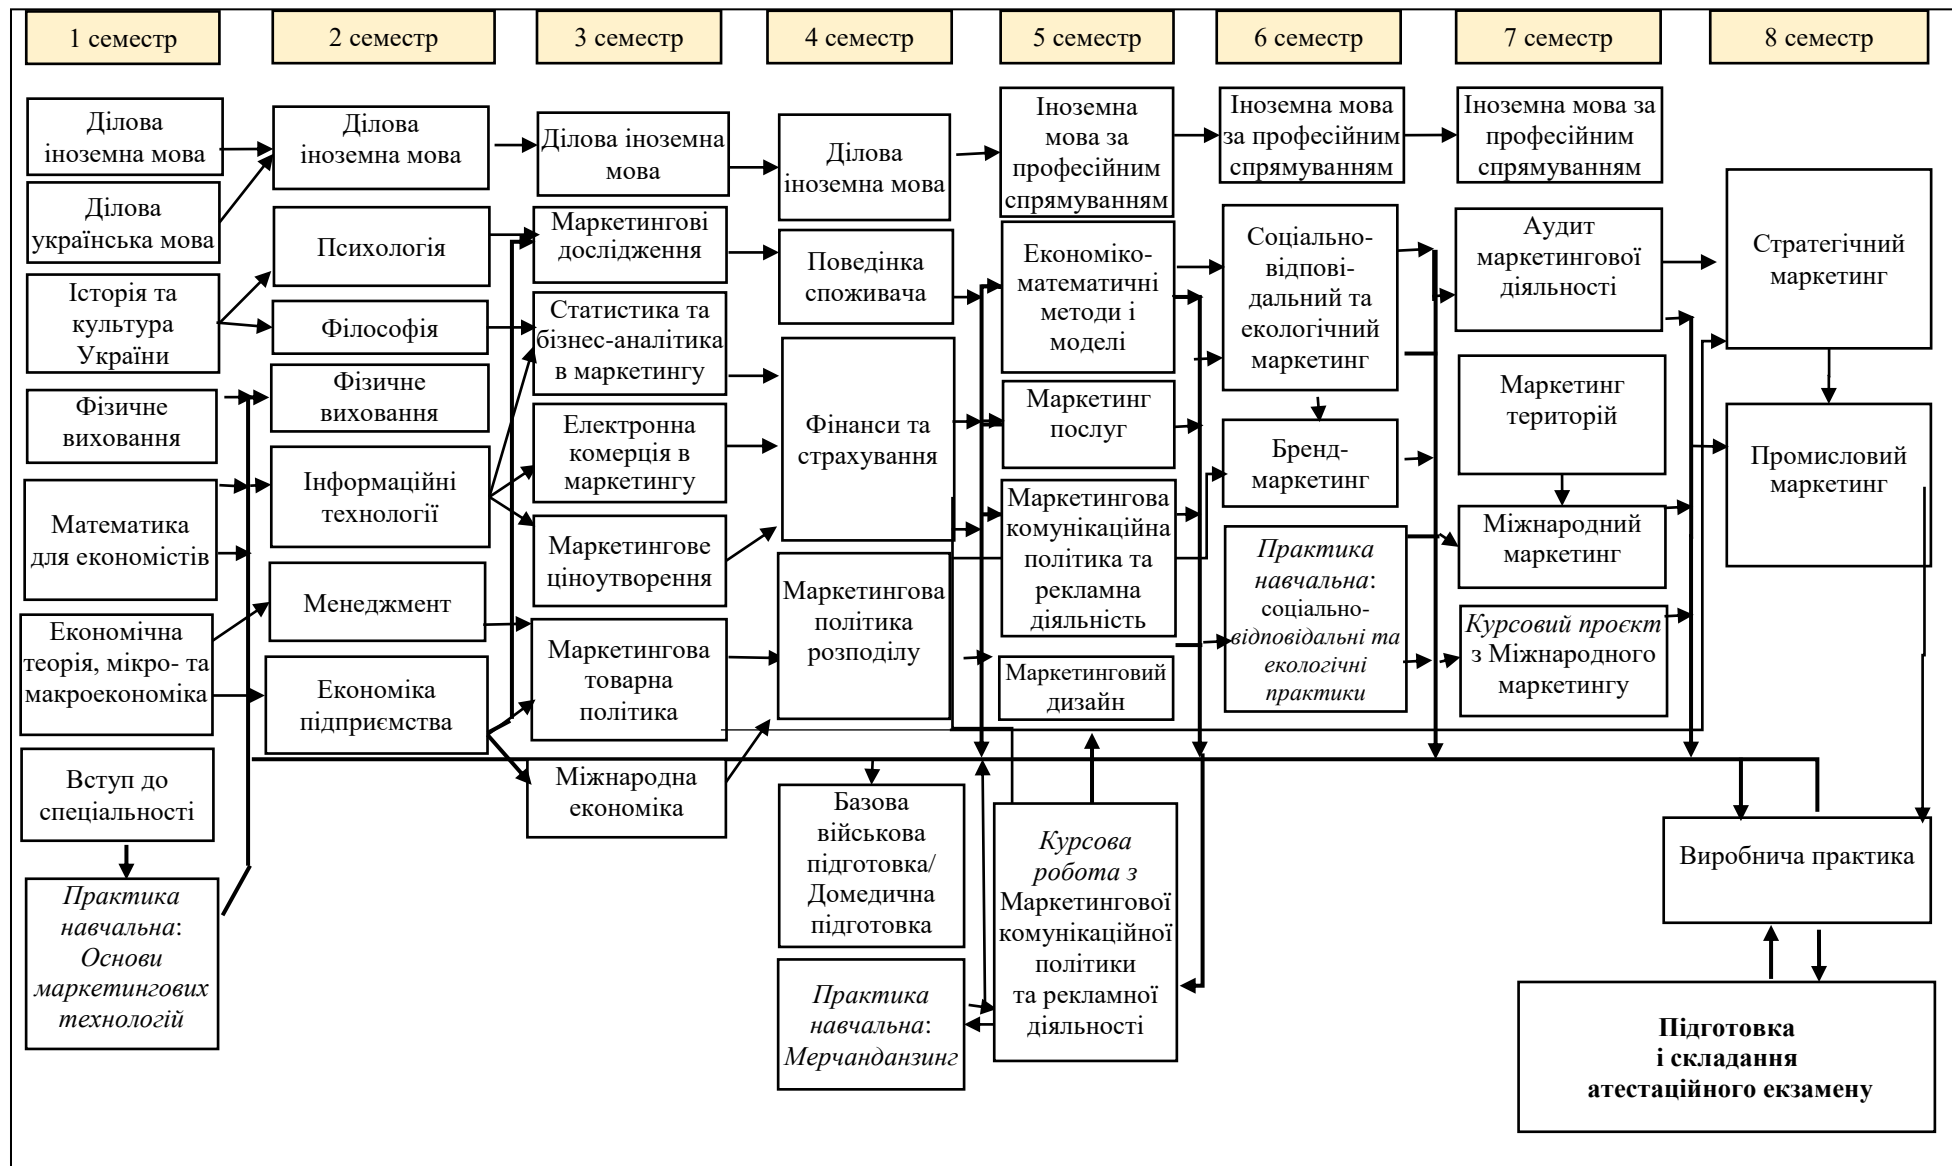 1 семестр
2 семестр
3 семестр
4 семестр
5 семестр
6 семестр
7 семестр
8 семестр
Ділова
іноземна мова
Ділова
українська мова
Історія та
культура
України
Фізичне
виховання
Математика
для економістів
Економічна
теорія, мікро- та
макроекономіка
Вступ до
спеціальності
Практика
навчальна:
Основи
маркетингових
технологій
Ділова
іноземна мова
Психологія
Філософія
Фізичне
виховання
Інформаційні
технології
Менеджмент
Економіка
підприємства
Ділова іноземна
мова
Маркетингові
дослідження
Статистика та
бізнес-аналітика
в маркетингу
Електронна
комерція в
маркетингу
Маркетингове
ціноутворення
Маркетингова
товарна
політика
Міжнародна
економіка
Ділова
іноземна мова
Поведінка
споживача
Фінанси та
страхування
Маркетингова
політика
розподілу
Базова
військова
підготовка/
Домедична
підготовка
Практика
навчальна:
Мерчанданзинг
Іноземна
мова за
професійним
спрямуванням
Економіко-
математичні
методи і
моделі
Маркетинг
послуг
Маркетингова
комунікаційна
політика та
рекламна
діяльність
Маркетинговий
дизайн
Курсова
робота з
Маркетингової
комунікаційної
політики
та рекламної
діяльності
Іноземна мова
за професійним
спрямуванням
Соціально-
відпові-
дальний та
екологічний
маркетинг
Бренд-
маркетинг
Практика
навчальна:
соціально-
відповідальні та
екологічні
практики
Іноземна мова за
професійним
спрямуванням
Аудит
маркетингової
діяльності
Маркетинг
територій
Міжнародний
маркетинг
Курсовий проєкт
з Міжнародного
маркетингу
Стратегічний
маркетинг
Промисловий
маркетинг
Виробнича практика
Підготовка
і складання
атестаційного екзамену